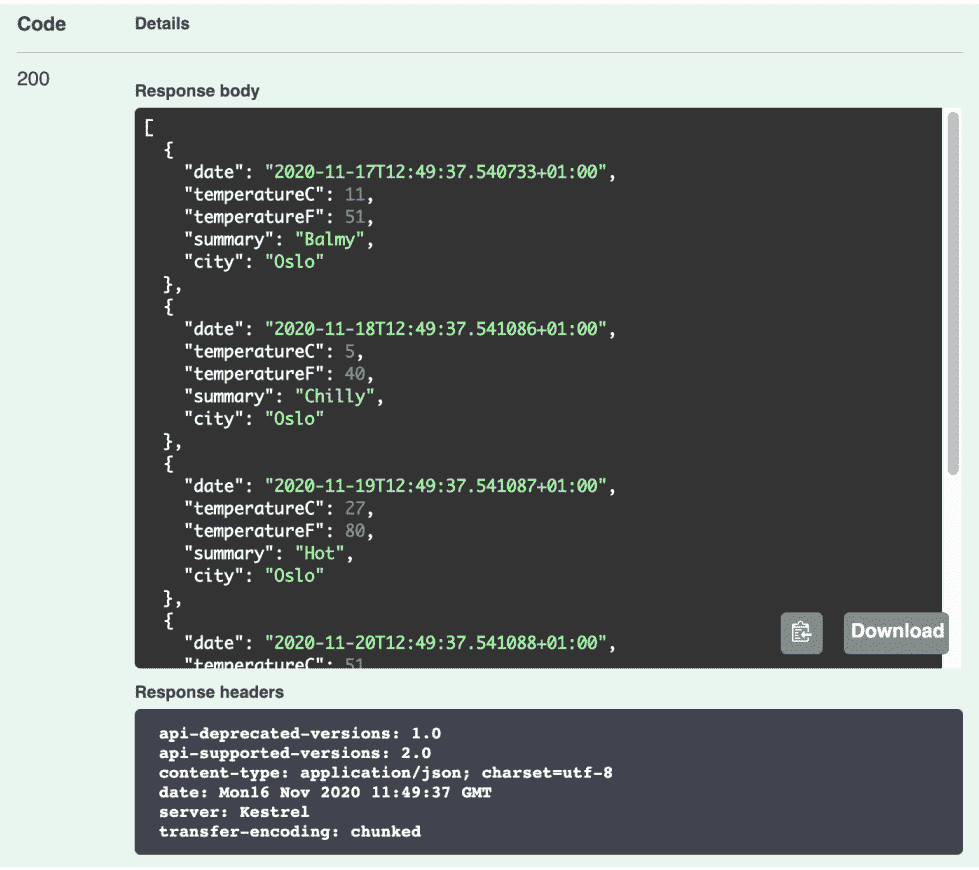 Code Details
200
Response body
[
{
"date": "2020-11-17T12:49:37.540733+01:00",
"temperatureC": 11,
"temperatureF": 51,
"summary": "Balmy",
"city": "Oslo"
},
{
"date": "2020-11-18T12:49:37.541086+01:00",
"temperatureC": 5,
"temperatureF": 40,
"summary": "Chilly",
"city": "Oslo"
},
{
"date": "2020-11-19T12:49:37.541087+01:00",
"temperatureC": 27,
"temperatureF": 80,
"summary": "Hot",
"city": "Oslo"
},
{
"date": "2020-11-20T12:49:37.541088+01:00",
"temperatureC": 51
Download
Response headers
api-deprecated-versions: 1.0
api-supported-versions: 2.0
content-type: application/json; charset=utf-8
date: Mon16 Nov 2020 11:49:37 GMT
server: Kestrel
transfer-encoding: chunked